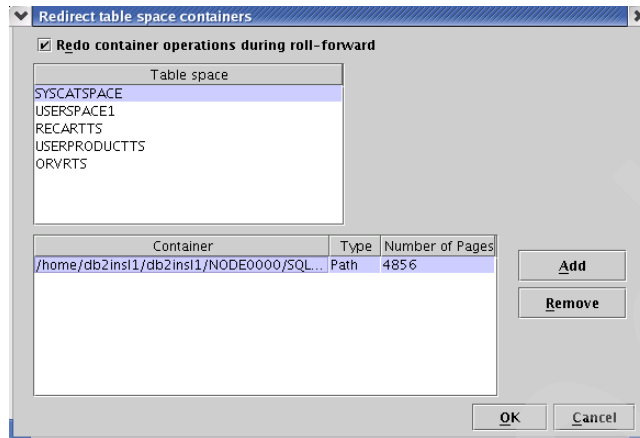 Redirect table space containers
Redo container operations during roll-forward
Table space
SYSCATSPACE
USERSPACE1
RECARTTS
USERPRODUCTTS
ORVRTS
Container Type Number of Pages
/home/db2insl1/db2insl1/NODE0000/SQL... Path 4856
Add
Remove
OK Cancel